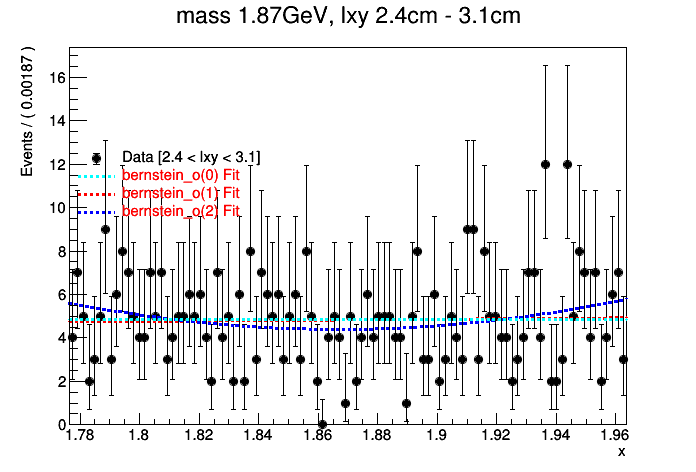 mass 1.87GeV, lxy 2.4cm - 3.1cm
Events / ( 0.00187 )
16
14
12
10
8
6
4
2
0
Data [2.4 < lxy < 3.1]
bernstein_o(0) Fit
bernstein_o(1) Fit
bernstein_o(2) Fit
1.78 1.8 1.82 1.84 1.86 1.88 1.9 1.92 1.94 1.96
x